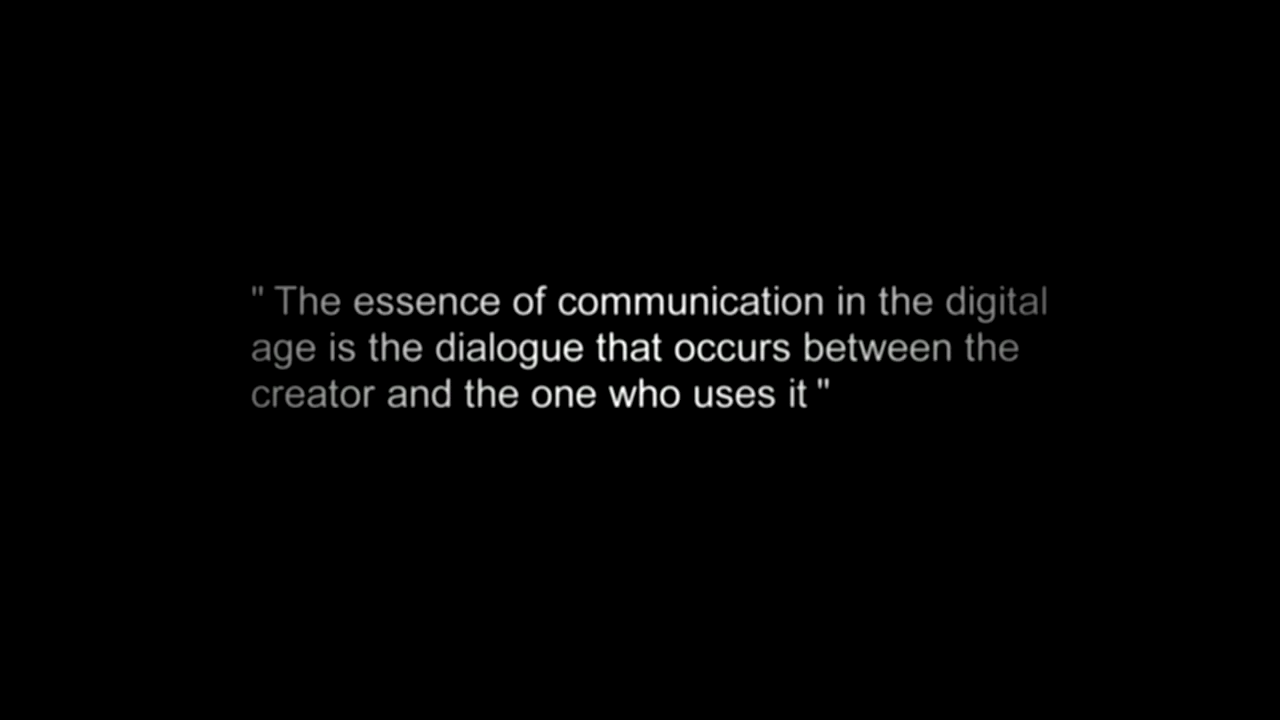 " The essence of communication in the digital
age is the dialogue that occurs between the
creator and the one who uses it "